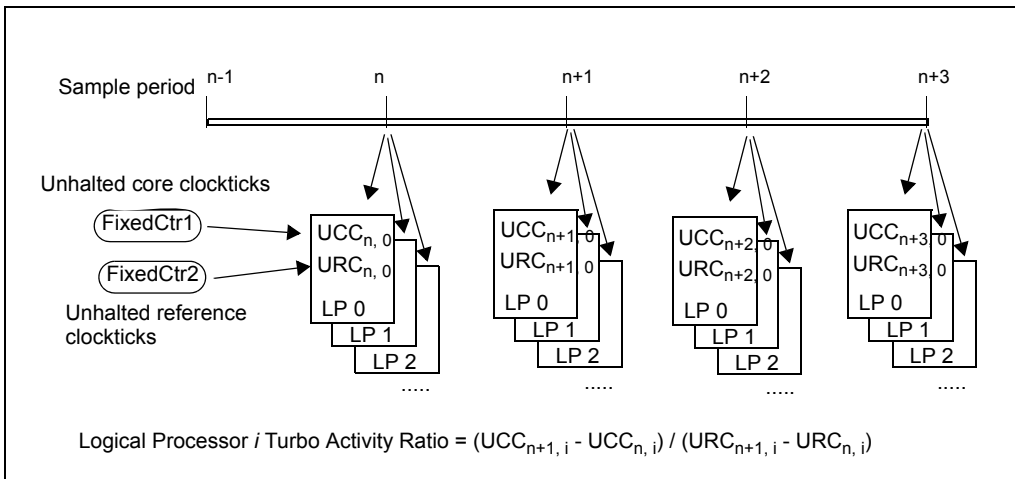 Sample period
n-1 n n+1 n+2 n+3
Unhalted core clockticks
FixedCtr1
FixedCtr2
Unhalted reference
clockticks
UCCn, 0
URCn, 0
LP 0
LP 1
LP 2
.....
UCCn+1, 0
URCn+1, 0
LP 0
LP 1
LP 2
.....
UCCn+2, 0
URCn+2, 0
LP 0
LP 1
LP 2
.....
UCCn+3, 0
URCn+3, 0
LP 0
LP 1
LP 2
.....
Logical Processor i Turbo Activity Ratio = (UCCn+1, i - UCCn, i) / (URCn+1, i - URCn, i)